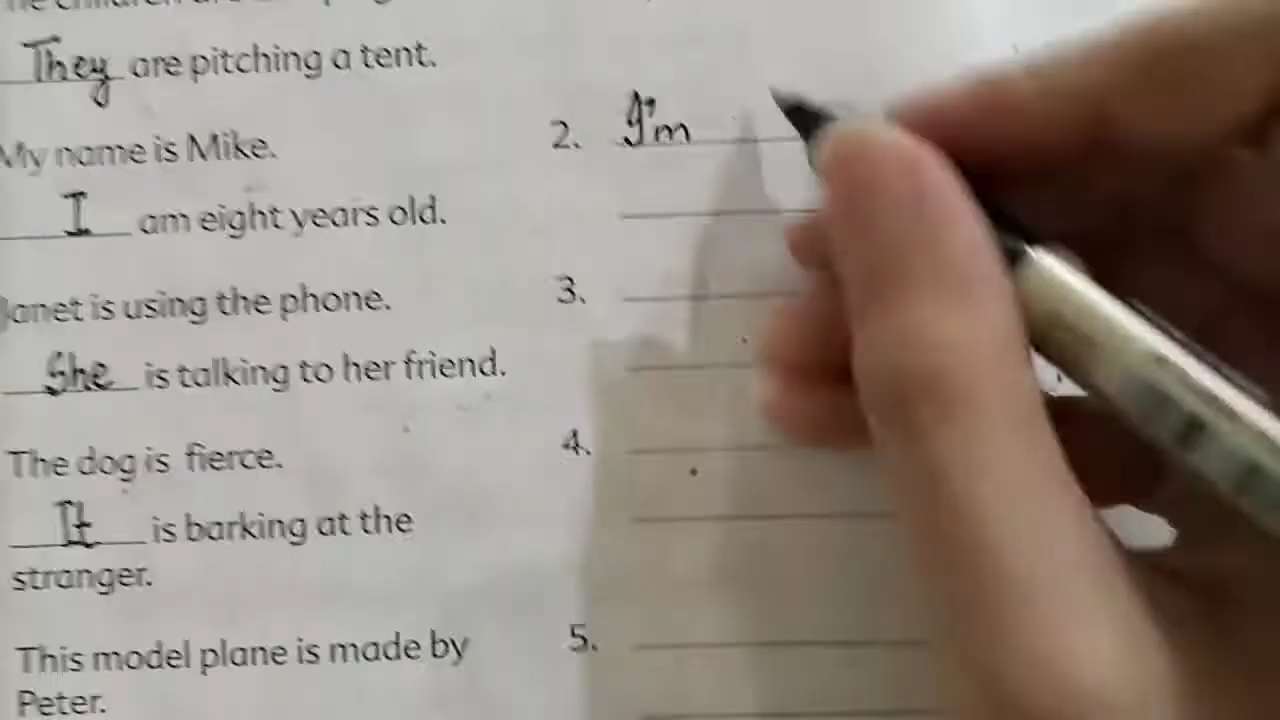 They are pitching a tent.
My name is Mike.
I am eight years old.
Janet is using the phone.
She is talking to her friend.
The dog is fierce.
It is barking at the
stranger.
This model plane is made by
Peter.
2. I'm
3.
4.
5.